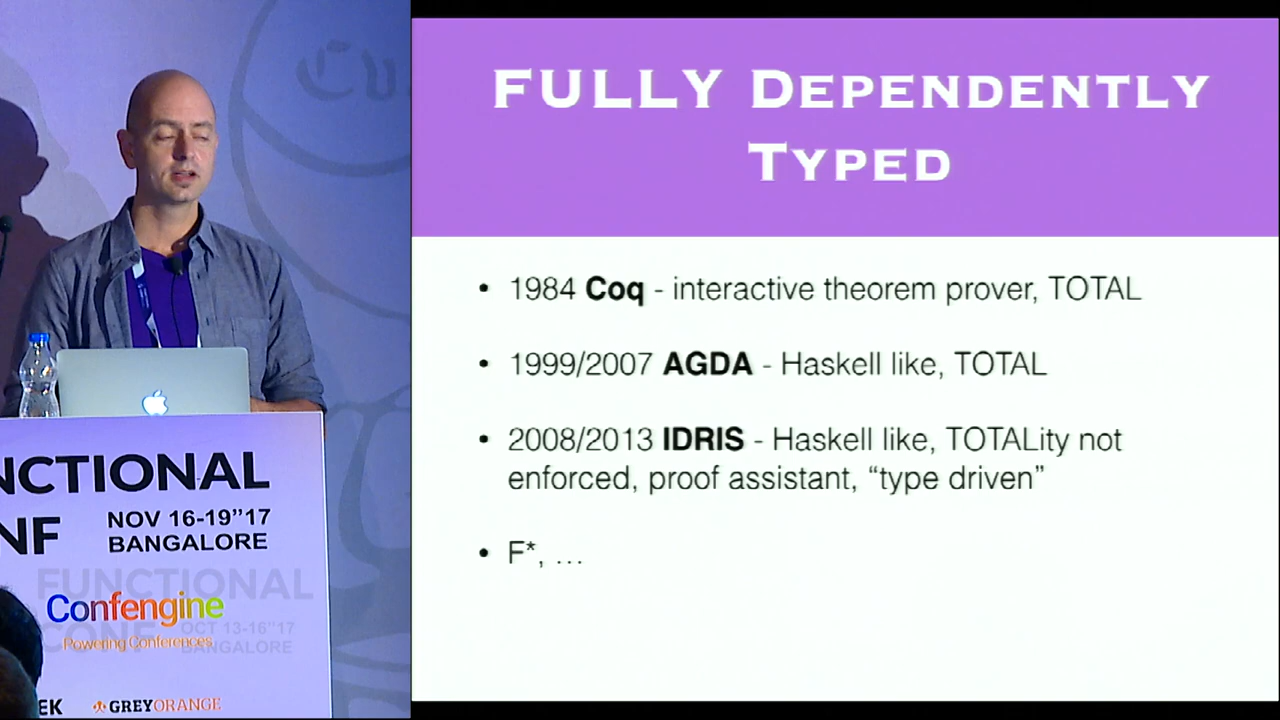 FULLY DEPENDENTLY
TYPED
• 1984 Coq - interactive theorem prover, TOTAL
• 1999/2007 AGDA - Haskell like, TOTAL
• 2008/2013 IDRIS - Haskell like, TOTALity not
enforced, proof assistant, “type driven”
• F*, …
NCTIONAL
NF
NOV 16-19”17
BANGALORE
FUNCTIONAL
CONF
OCT 13-16”17
BANGALORE
Confengine
Powering Conferences
EK
GREYORANGE